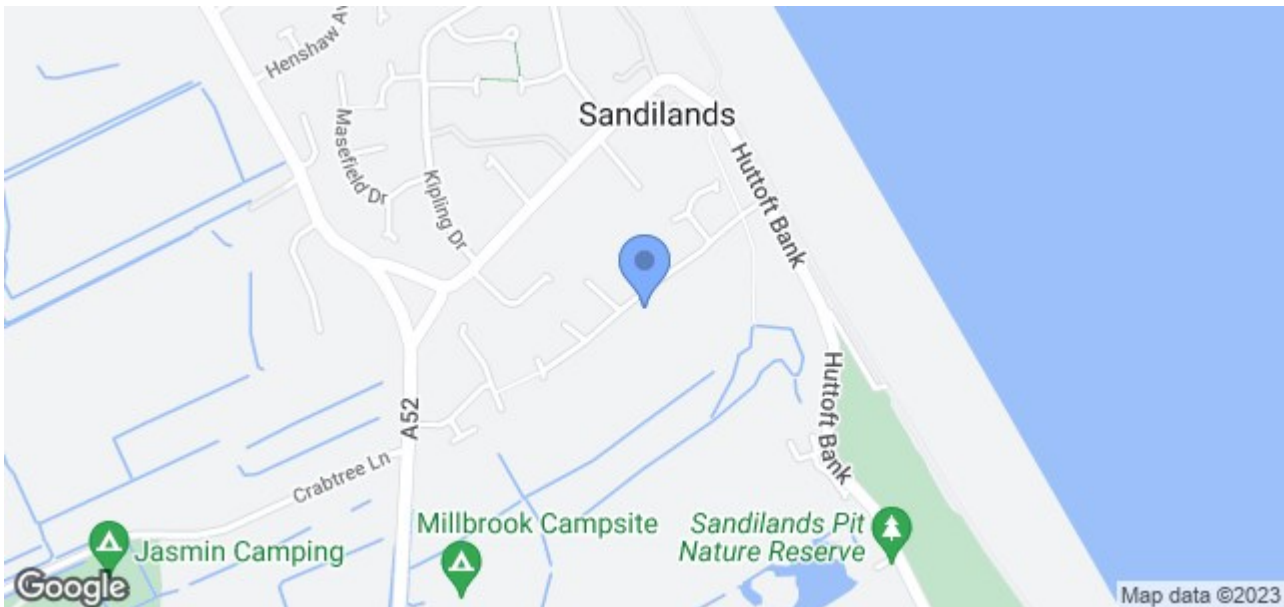 Henshaw A
Sandilands
Masefield Dr
Huttoft Bank
Kipling Dr
Huttoft Bank
A52
Crabtree Ln
Millbrook Campsite
Sandilands Pit
Nature Reserve
Jasmin Camping
Google
Map data ©2023